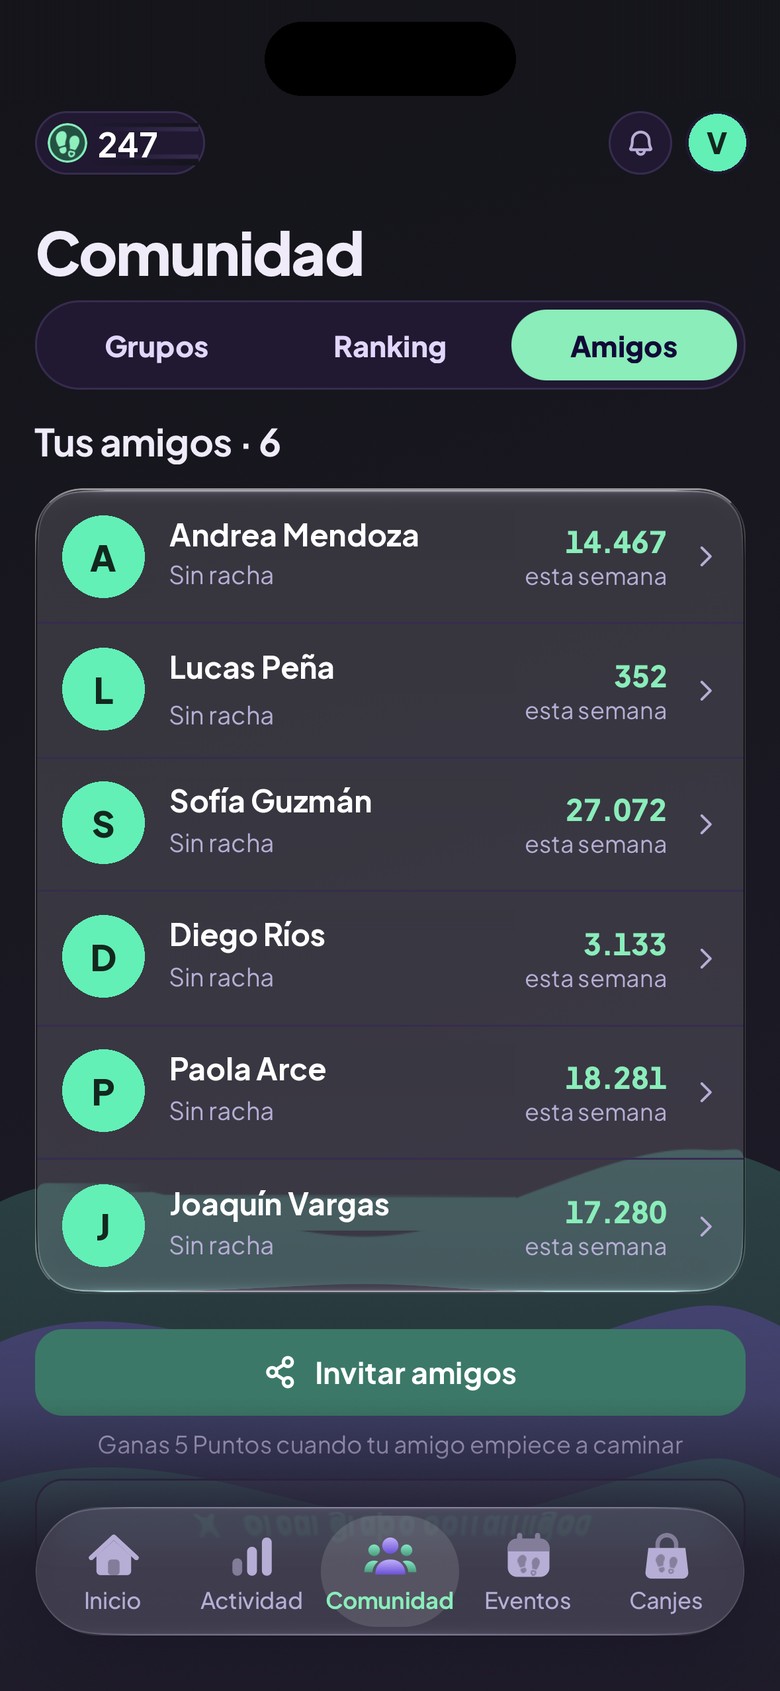 247
V
Comunidad
Grupos Ranking Amigos
Tus amigos · 6
A
Andrea Mendoza
Sin racha
14.467
esta semana
L
Lucas Peña
Sin racha
352
esta semana
S
Sofía Guzmán
Sin racha
27.072
esta semana
D
Diego Ríos
Sin racha
3.133
esta semana
P
Paola Arce
Sin racha
18.281
esta semana
J
Joaquín Vargas
Sin racha
17.280
esta semana
Invitar amigos
Ganas 5 Puntos cuando tu amigo empiece a caminar
Inicio Actividad Comunidad Eventos Canjes